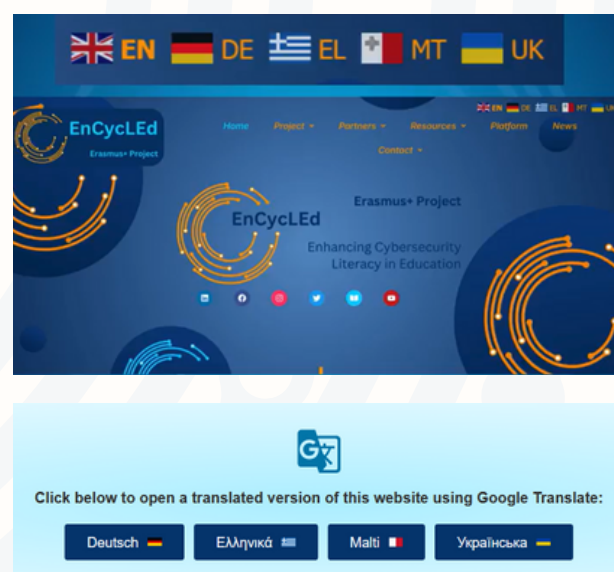 EN DE EL MT UK
EN DE EL MT UK
EnCycLEd
Erasmus+ Project
Home Project Partners Resources Platform News
Contact
Erasmus+ Project
EnCycLEd
Enhancing Cybersecurity
Literacy in Education
Click below to open a translated version of this website using Google Translate:
Deutsch Ελληνικά Malti Українська